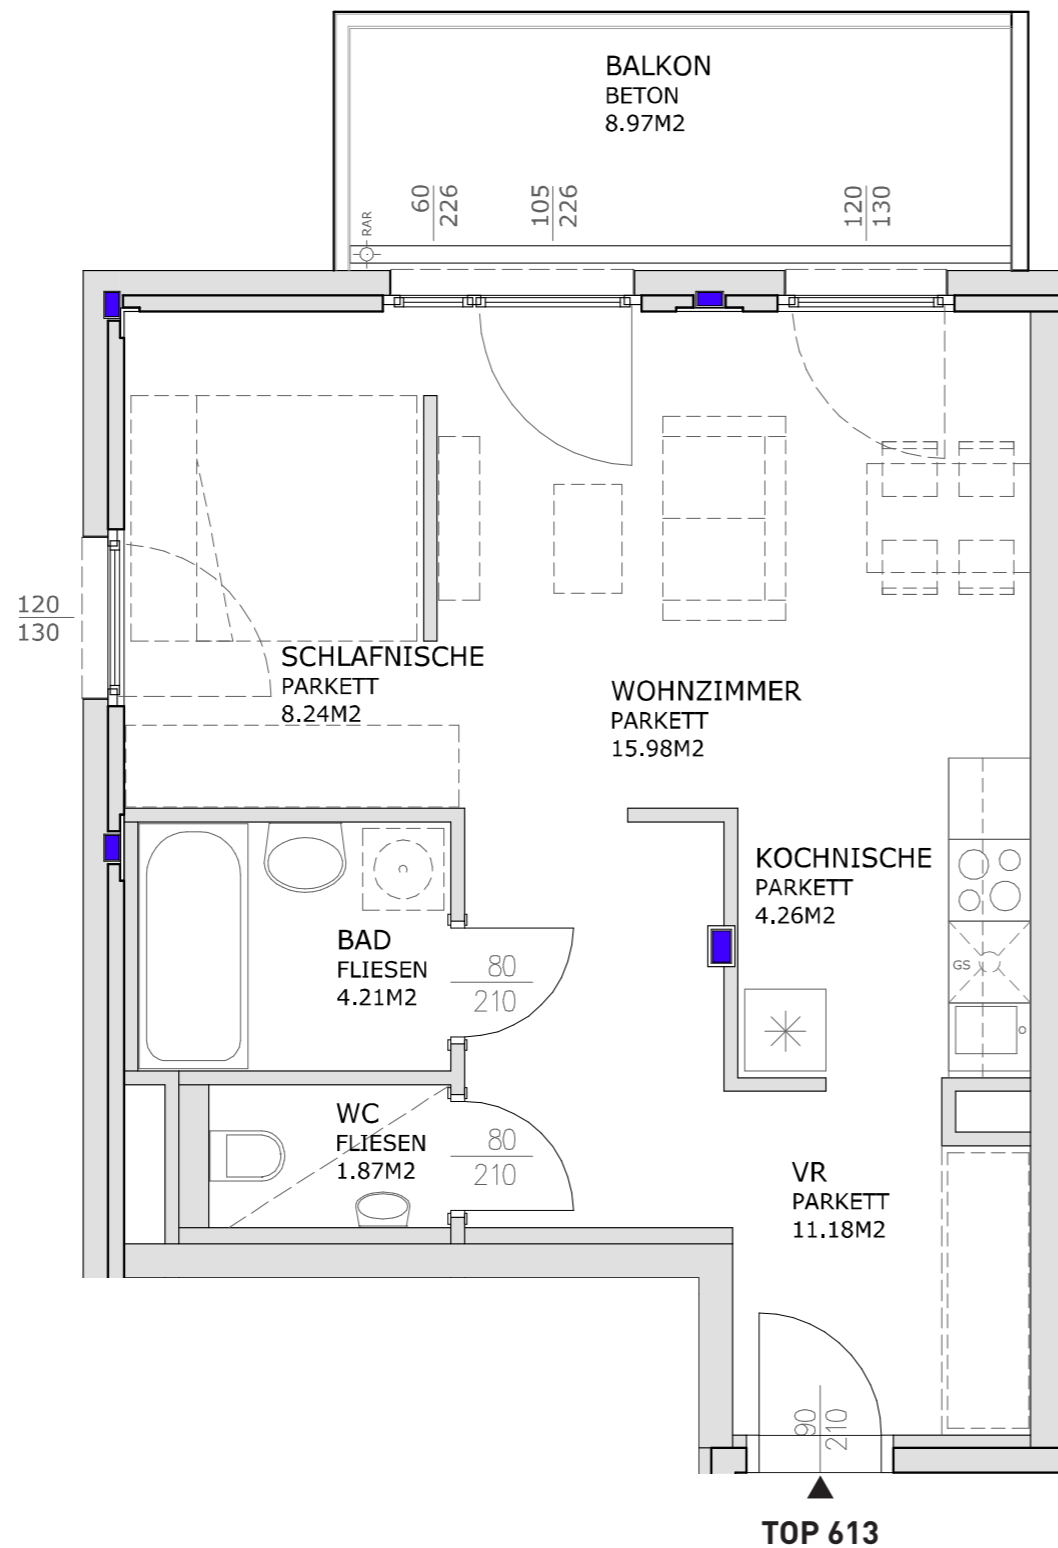 BALKON
BETON
8.97M2
60
226
105
226
120
130
RAR
120
130
SCHLAFNISCHE
PARKETT
8.24M2
WOHNZIMMER
PARKETT
15.98M2
KOCHNISCHE
PARKETT
4.26M2
BAD
FLIESEN
4.21M2
80
210
GS
WC
FLIESEN
1.87M2
80
210
VR
PARKETT
11.18M2
90
210
TOP 613